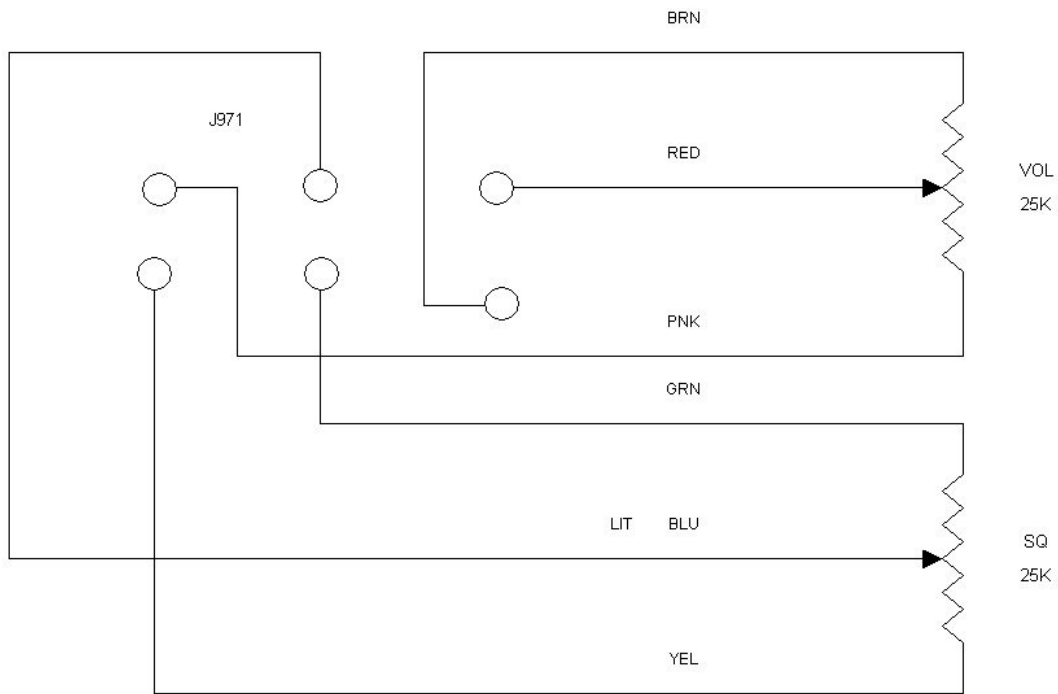 BRN
J971
RED
VOL
25K
PNK
GRN
LIT BLU
SQ
25K
YEL